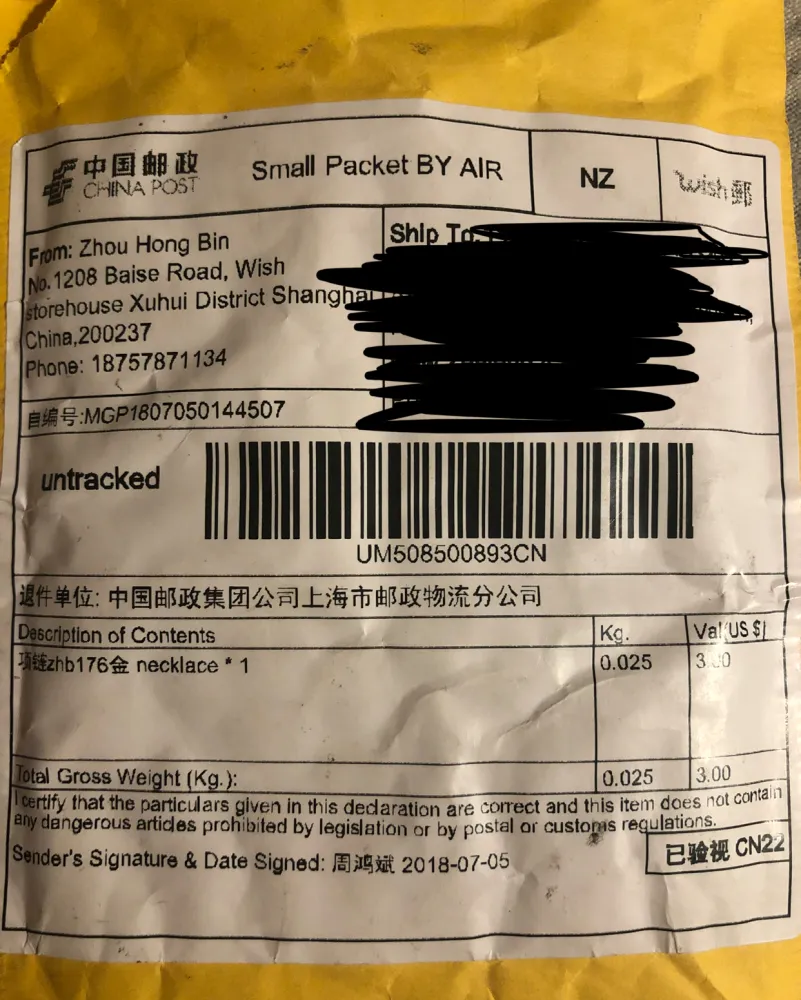 中国邮政
CHINA POST
Small Packet BY AIR
NZ
wish邮
From: Zhou Hong Bin
No.1208 Baise Road, Wish
storehouse Xuhui District Shanghai
China,200237
Phone: 18757871134
Ship To:
自编号:MGP1807050144507
untracked
UM508500893CN
退件单位: 中国邮政集团公司上海市邮政物流分公司
Description of Contents Kg. Val(US $)
项链zhb176金 necklace * 1 0.025 3.00
Total Gross Weight (Kg.): 0.025 3.00
I certify that the particulars given in this declaration are correct and this item does not contain
any dangerous articles prohibited by legislation or by postal or customs regulations.
Sender's Signature & Date Signed: 周鸿斌 2018-07-05
已验视 CN22